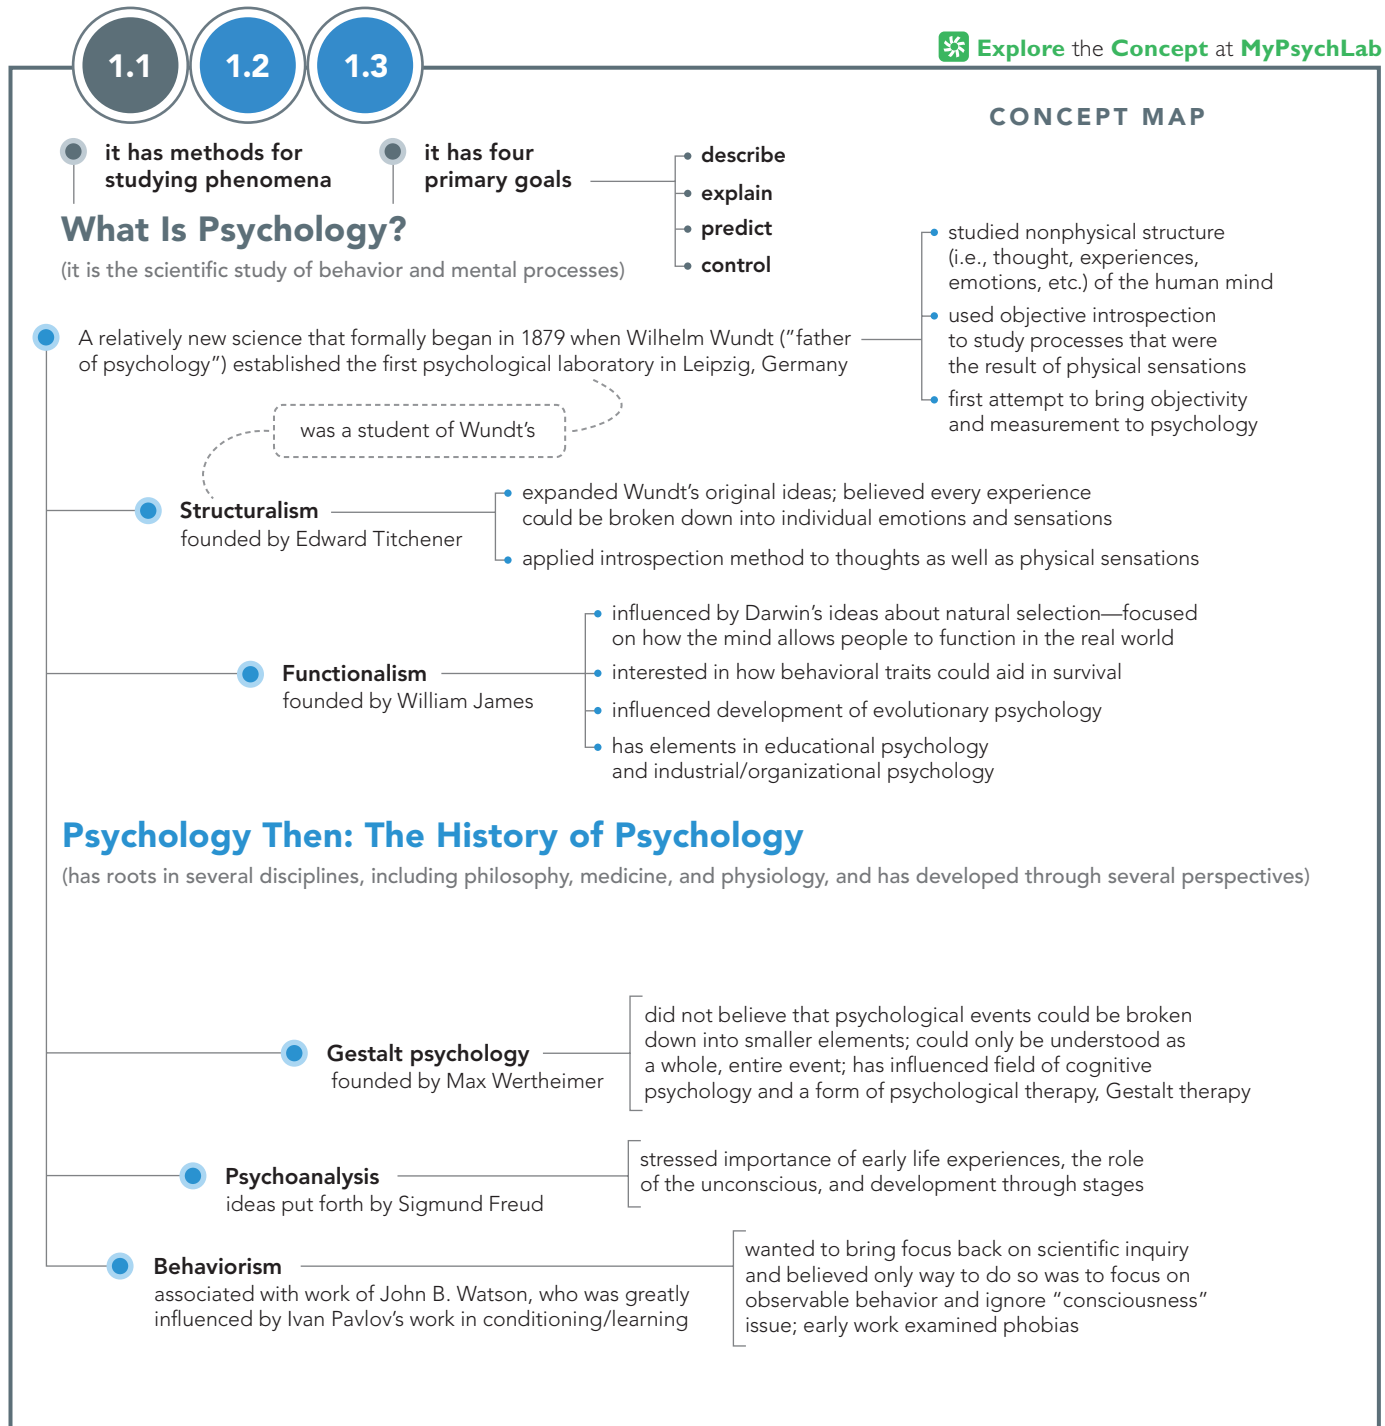 1.1 1.2 1.3
Explore the Concept at MyPsychLab
CONCEPT MAP
it has methods for
studying phenomena
it has four
primary goals
describe
explain
predict
control
What Is Psychology?
(it is the scientific study of behavior and mental processes)
A relatively new science that formally began in 1879 when Wilhelm Wundt (”father
of psychology”) established the first psychological laboratory in Leipzig, Germany
studied nonphysical structure
(i.e., thought, experiences,
emotions, etc.) of the human mind
used objective introspection
to study processes that were
the result of physical sensations
first attempt to bring objectivity
and measurement to psychology
was a student of Wundt’s
Structuralism
founded by Edward Titchener
expanded Wundt’s original ideas; believed every experience
could be broken down into individual emotions and sensations
applied introspection method to thoughts as well as physical sensations
Functionalism
founded by William James
influenced by Darwin’s ideas about natural selection—focused
on how the mind allows people to function in the real world
interested in how behavioral traits could aid in survival
influenced development of evolutionary psychology
has elements in educational psychology
and industrial/organizational psychology
Psychology Then: The History of Psychology
(has roots in several disciplines, including philosophy, medicine, and physiology, and has developed through several perspectives)
Gestalt psychology
founded by Max Wertheimer
did not believe that psychological events could be broken
down into smaller elements; could only be understood as
a whole, entire event; has influenced field of cognitive
psychology and a form of psychological therapy, Gestalt therapy
Psychoanalysis
ideas put forth by Sigmund Freud
stressed importance of early life experiences, the role
of the unconscious, and development through stages
Behaviorism
associated with work of John B. Watson, who was greatly
influenced by Ivan Pavlov’s work in conditioning/learning
wanted to bring focus back on scientific inquiry
and believed only way to do so was to focus on
observable behavior and ignore “consciousness”
issue; early work examined phobias